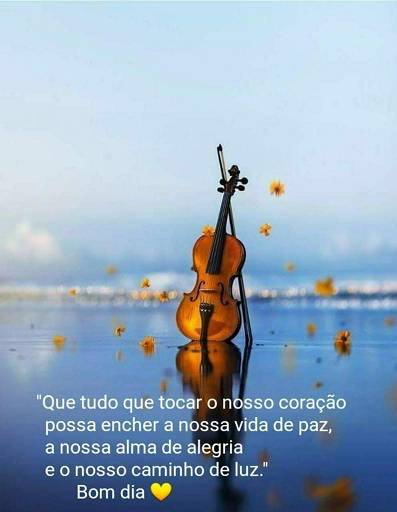 "Que tudo que tocar o nosso coração
possa encher a nossa vida de paz,
a nossa alma de alegria
e o nosso caminho de luz."
Bom dia 💛